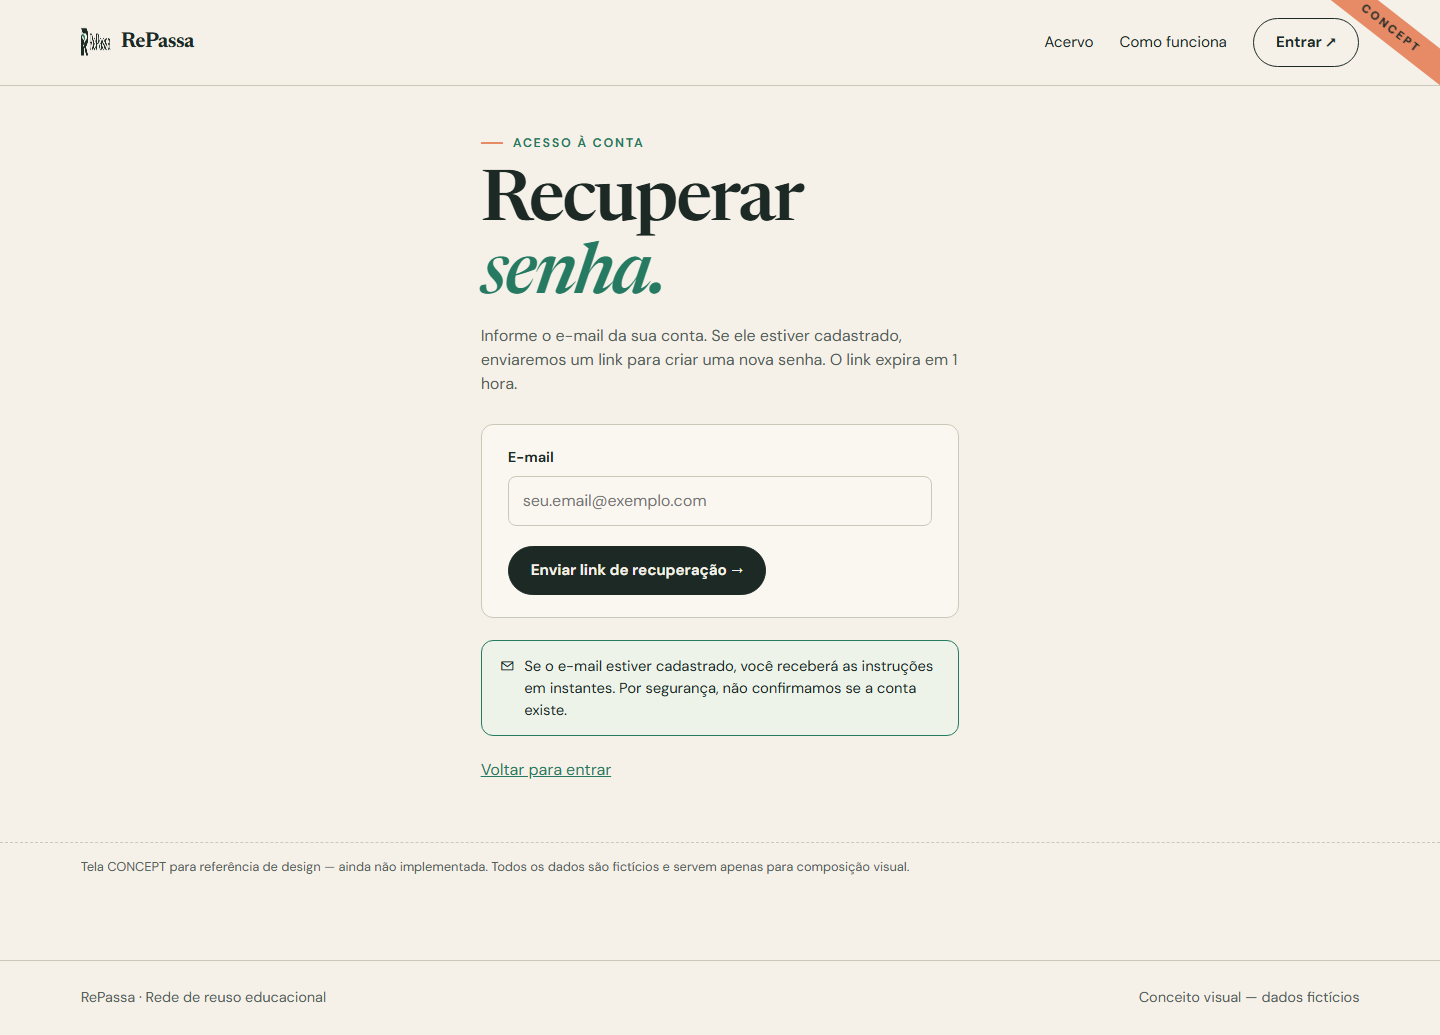 RePassa
Acervo
Como funciona
Entrar ↗
CONCEPT
ACESSO À CONTA
Recuperar
senha.
Informe o e-mail da sua conta. Se ele estiver cadastrado,
enviaremos um link para criar uma nova senha. O link expira em 1
hora.
E-mail
seu.email@exemplo.com
Enviar link de recuperação →
Se o e-mail estiver cadastrado, você receberá as instruções
em instantes. Por segurança, não confirmamos se a conta
existe.
Voltar para entrar
Tela CONCEPT para referência de design — ainda não implementada. Todos os dados são fictícios e servem apenas para composição visual.
RePassa · Rede de reuso educacional
Conceito visual — dados fictícios